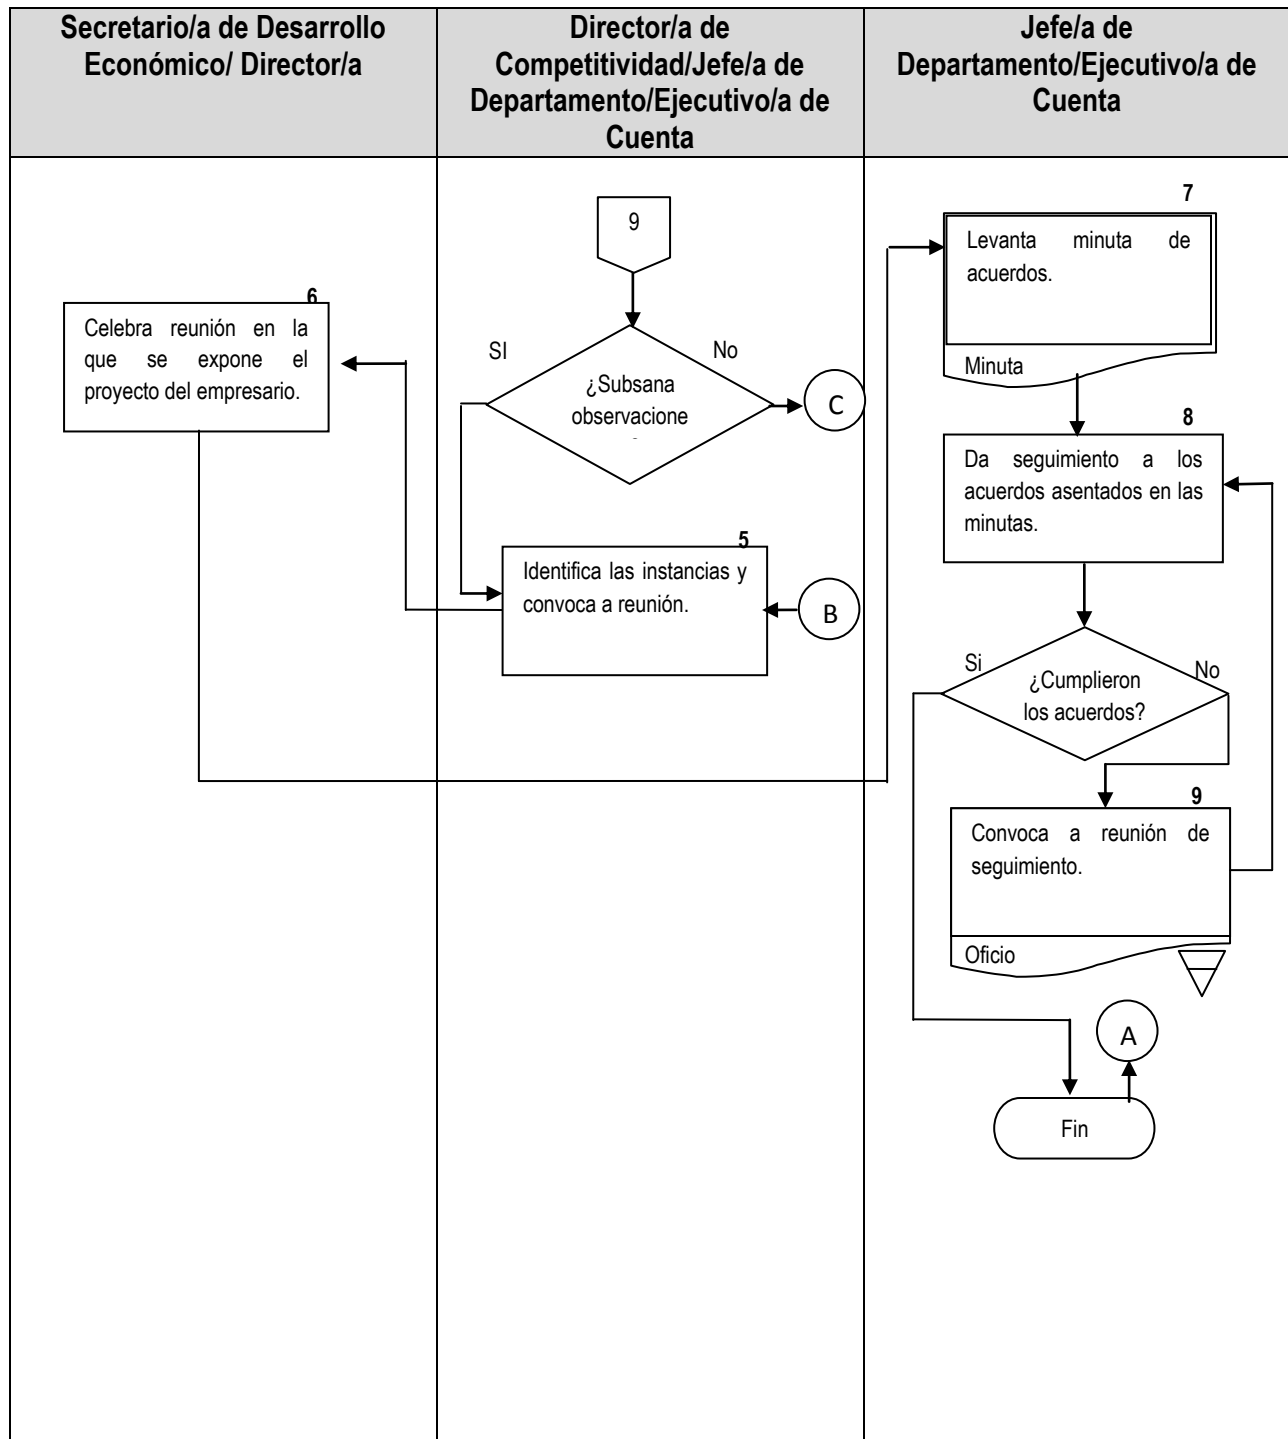 Secretario/a de Desarrollo
Económico/ Director/a
Director/a de
Competitividad/Jefe/a de
Departamento/Ejecutivo/a de
Cuenta
Jefe/a de
Departamento/Ejecutivo/a de
Cuenta
9
SI
No
¿Subsana
observacione
C
6
Celebra reunión en la
que se expone el
proyecto del empresario.
5
Identifica las instancias y
convoca a reunión.
B
7
Levanta minuta de
acuerdos.
Minuta
8
Da seguimiento a los
acuerdos asentados en las
minutas.
Si
No
¿Cumplieron
los acuerdos?
9
Convoca a reunión de
seguimiento.
Oficio
A
Fin